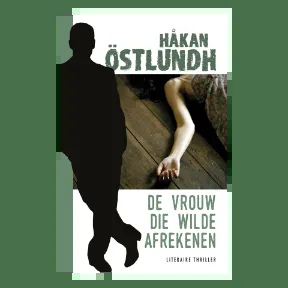 HÅKAN
ÖSTLUNDH
DE VROUW
DIE WILDE
AFREKENEN
LITERAIRE THRILLER